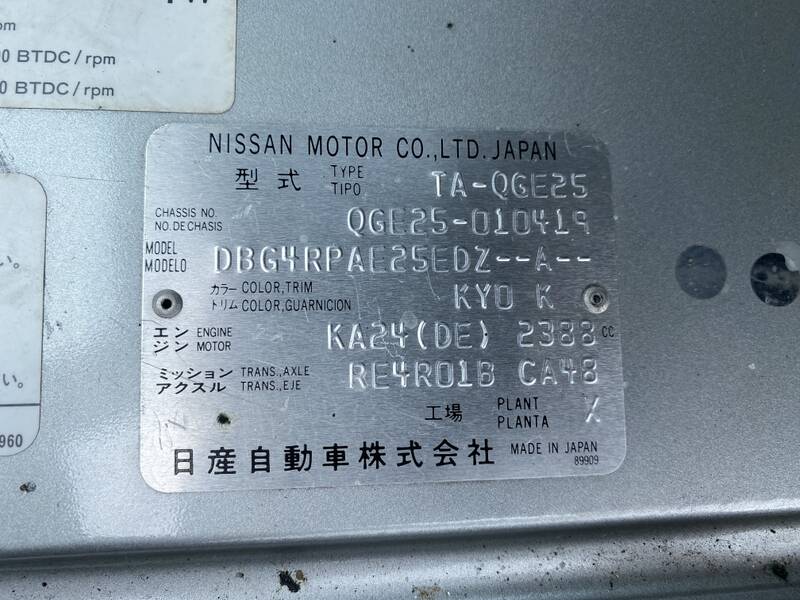 pm
0 BTDC/rpm
0 BTDC/rpm
NISSAN MOTOR CO.,LTD. JAPAN
型式 TYPE TIPO TA-QGE25
CHASSIS NO. NO. DE CHASIS QGE25-010419
MODEL MODELO DBG4RPAE25EDZ--A--
カラー COLOR,TRIM
トリム COLOR,GUARNICION KY0 K
エンジン ENGINE MOTOR KA24(DE) 2388 CC
ミッション TRANS.,AXLE
アクスル TRANS.,EJE RE4R01B CA48
工場 PLANT PLANTA
日産自動車株式会社 MADE IN JAPAN
89909
い。
い。
960